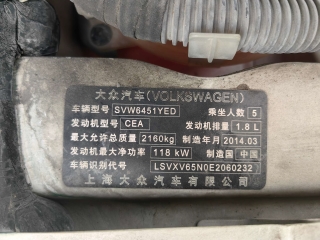 大众汽车(VOLKSWAGEN)
车辆型号 SVW6451YED 乘坐人数 5
发动机型号 CEA 发动机排量 1.8 L
最大允许总质量 2160kg 制造年月 2014.03
发动机最大净功率 118 kW 制造国 中国
车辆识别代号 LSVXV65N0E2060232
上海大众汽车有限公司